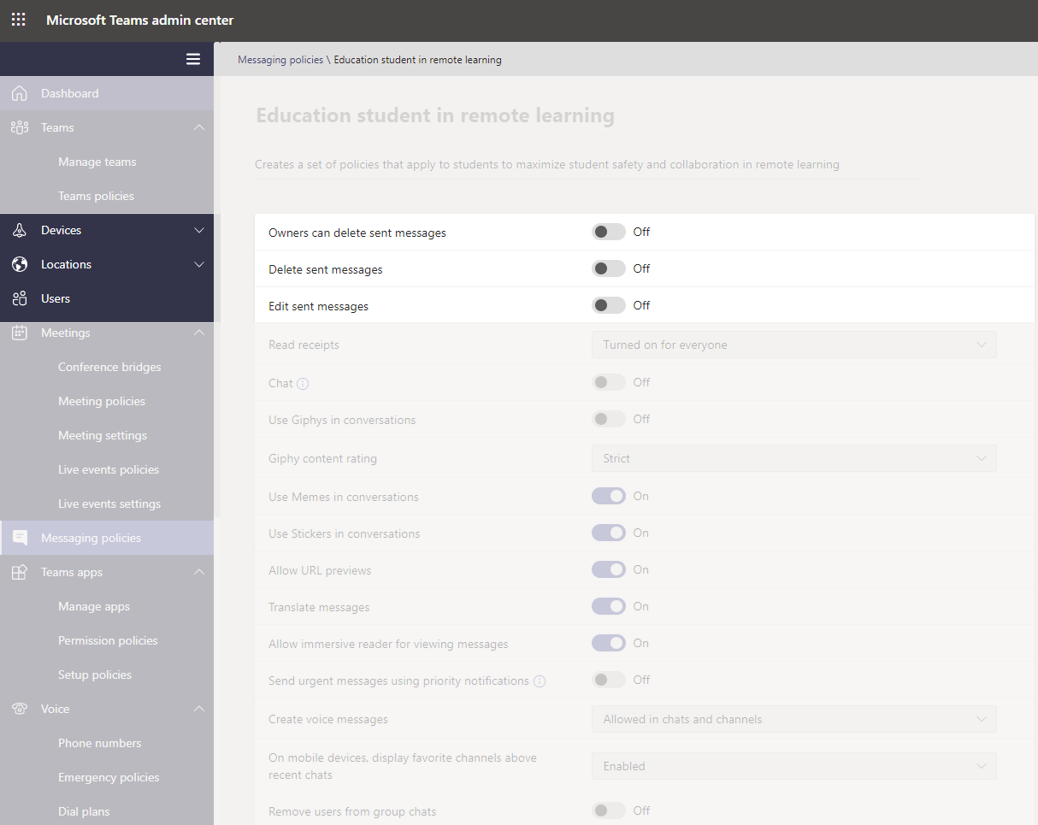 Microsoft Teams admin center
Messaging policies \ Education student in remote learning
Dashboard
Teams
Manage teams
Teams policies
Devices
Locations
Users
Meetings
Conference bridges
Meeting policies
Meeting settings
Live events policies
Live events settings
Messaging policies
Teams apps
Manage apps
Permission policies
Setup policies
Voice
Phone numbers
Emergency policies
Dial plans
Education student in remote learning
Creates a set of policies that apply to students to maximize student safety and collaboration in remote learning
Owners can delete sent messages Off
Delete sent messages Off
Edit sent messages Off
Read receipts Turned on for everyone
Chat Off
Use Giphys in conversations Off
Giphy content rating Strict
Use Memes in conversations On
Use Stickers in conversations On
Allow URL previews On
Translate messages On
Allow immersive reader for viewing messages On
Send urgent messages using priority notifications Off
Create voice messages Allowed in chats and channels
On mobile devices, display favorite channels above
recent chats Enabled
Remove users from group chats Off